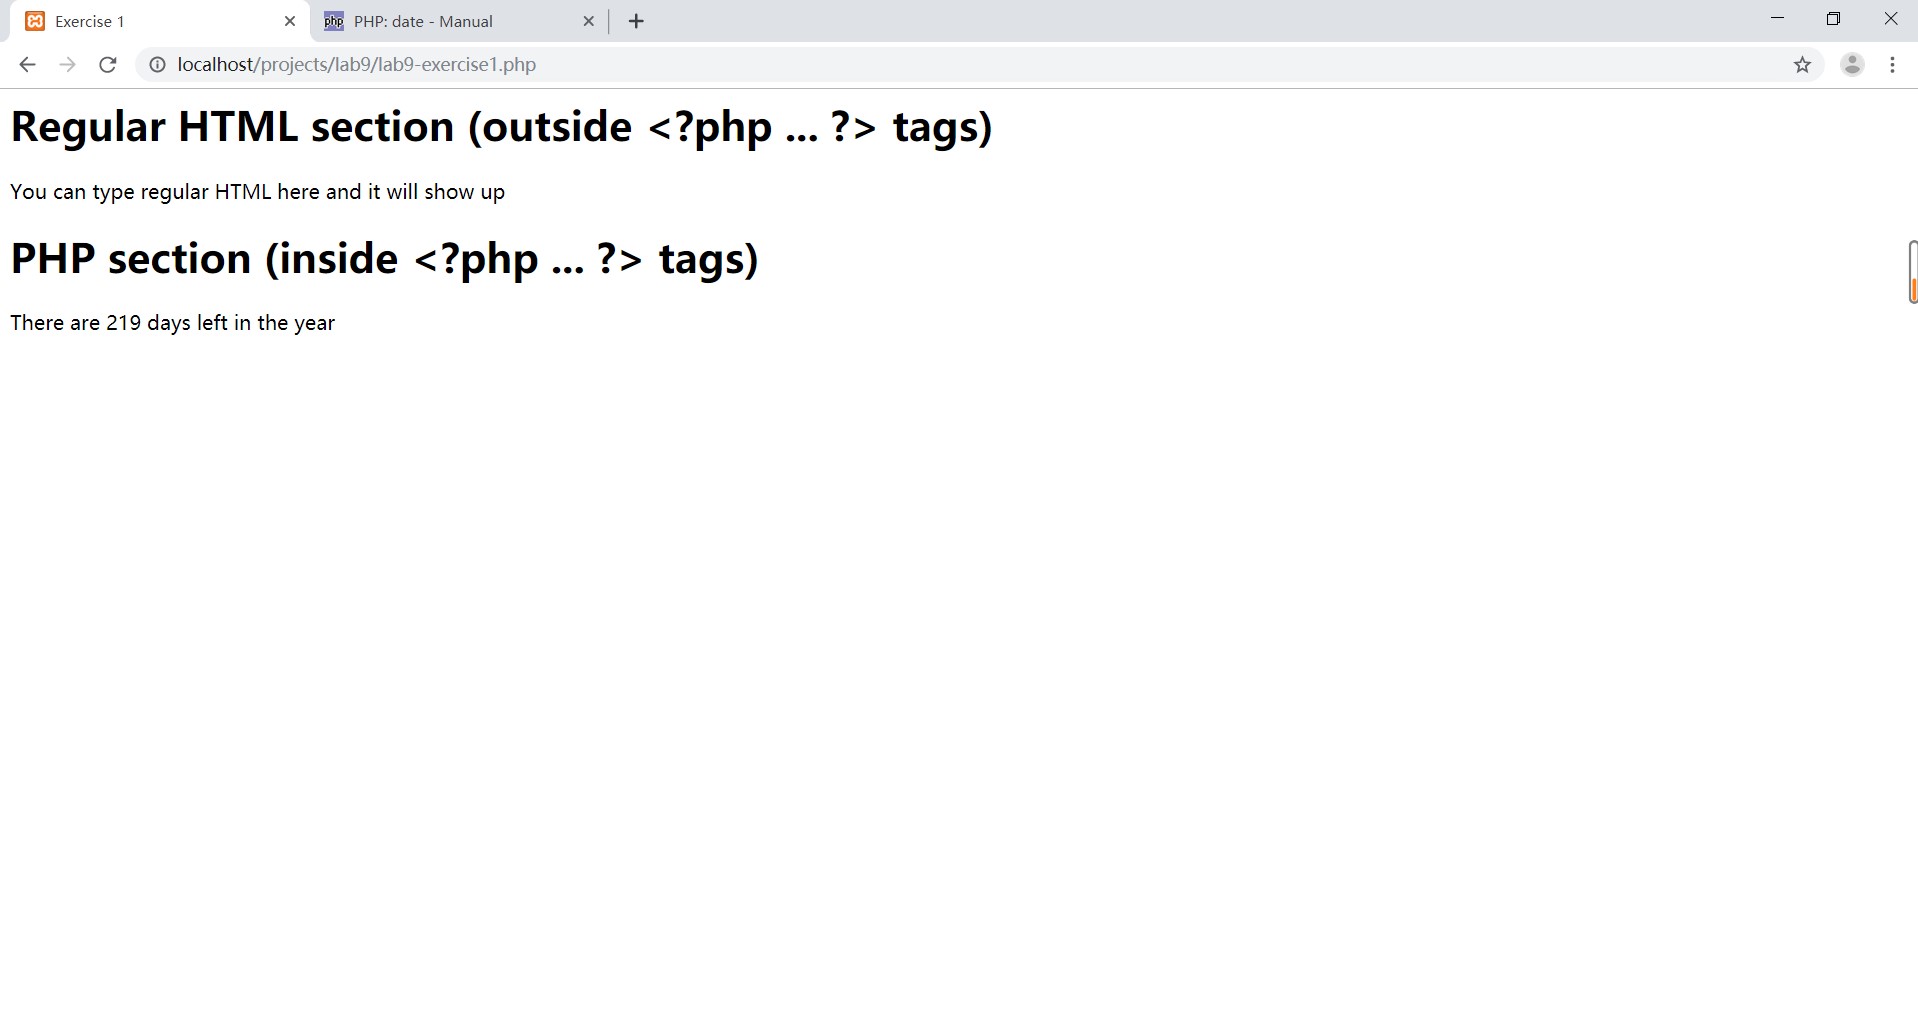 Exercise 1
php PHP: date - Manual
localhost/projects/lab9/lab9-exercise1.php
Regular HTML section (outside <?php ... ?> tags)
You can type regular HTML here and it will show up
PHP section (inside <?php ... ?> tags)
There are 219 days left in the year